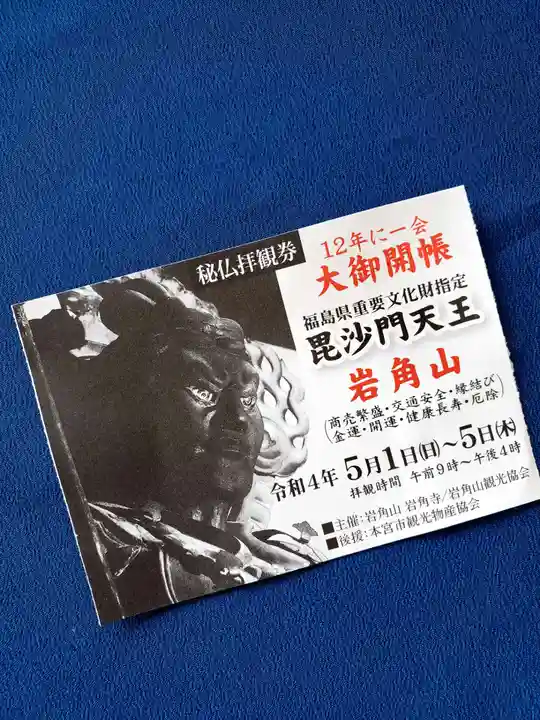 秘仏拝観券
12年に一会
大御開帳
福島県重要文化財指定
毘沙門天王
岩角山
(商売繁盛・交通安全・縁結び
金運・開運・健康長寿・厄除)
令和4年 5月1日(日)～5日(木)
拝観時間 午前9時～午後4時
■主催;岩角山 岩角寺/岩角山観光協会
■後援;本宮市観光物産協会